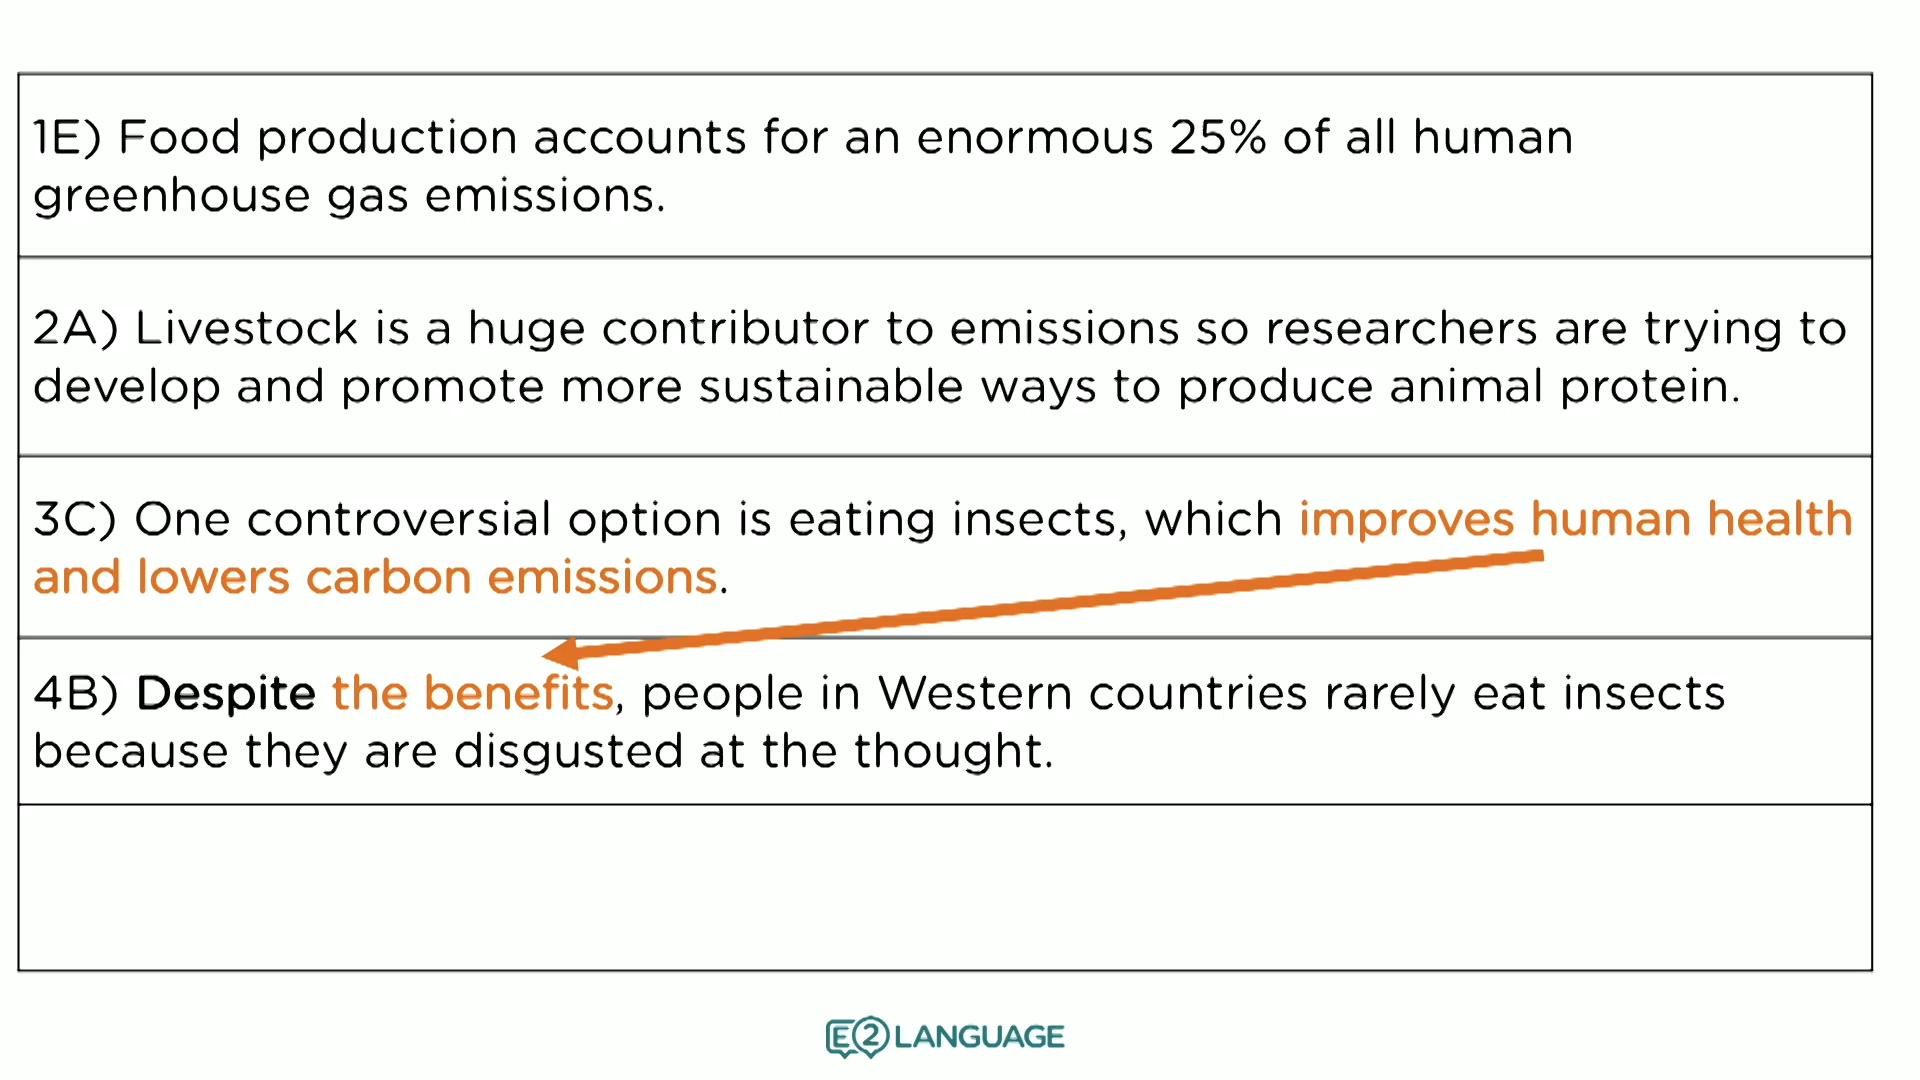 1E) Food production accounts for an enormous 25% of all human
greenhouse gas emissions.
2A) Livestock is a huge contributor to emissions so researchers are trying to
develop and promote more sustainable ways to produce animal protein.
3C) One controversial option is eating insects, which improves human health
and lowers carbon emissions.
4B) Despite the benefits, people in Western countries rarely eat insects
because they are disgusted at the thought.
E2 LANGUAGE